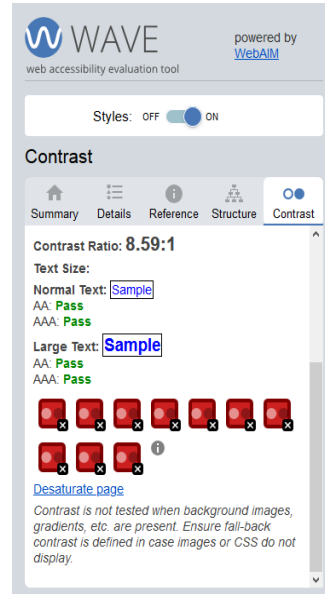 WAVE
powered by
WebAIM
web accessibility evaluation tool
Styles: OFF ON
Contrast
Summary Details Reference Structure Contrast
Contrast Ratio: 8.59:1
Text Size:
Normal Text: Sample
AA: Pass
AAA: Pass
Large Text: Sample
AA: Pass
AAA: Pass
Desaturate page
Contrast is not tested when background images,
gradients, etc. are present. Ensure fall-back
contrast is defined in case images or CSS do not
display.